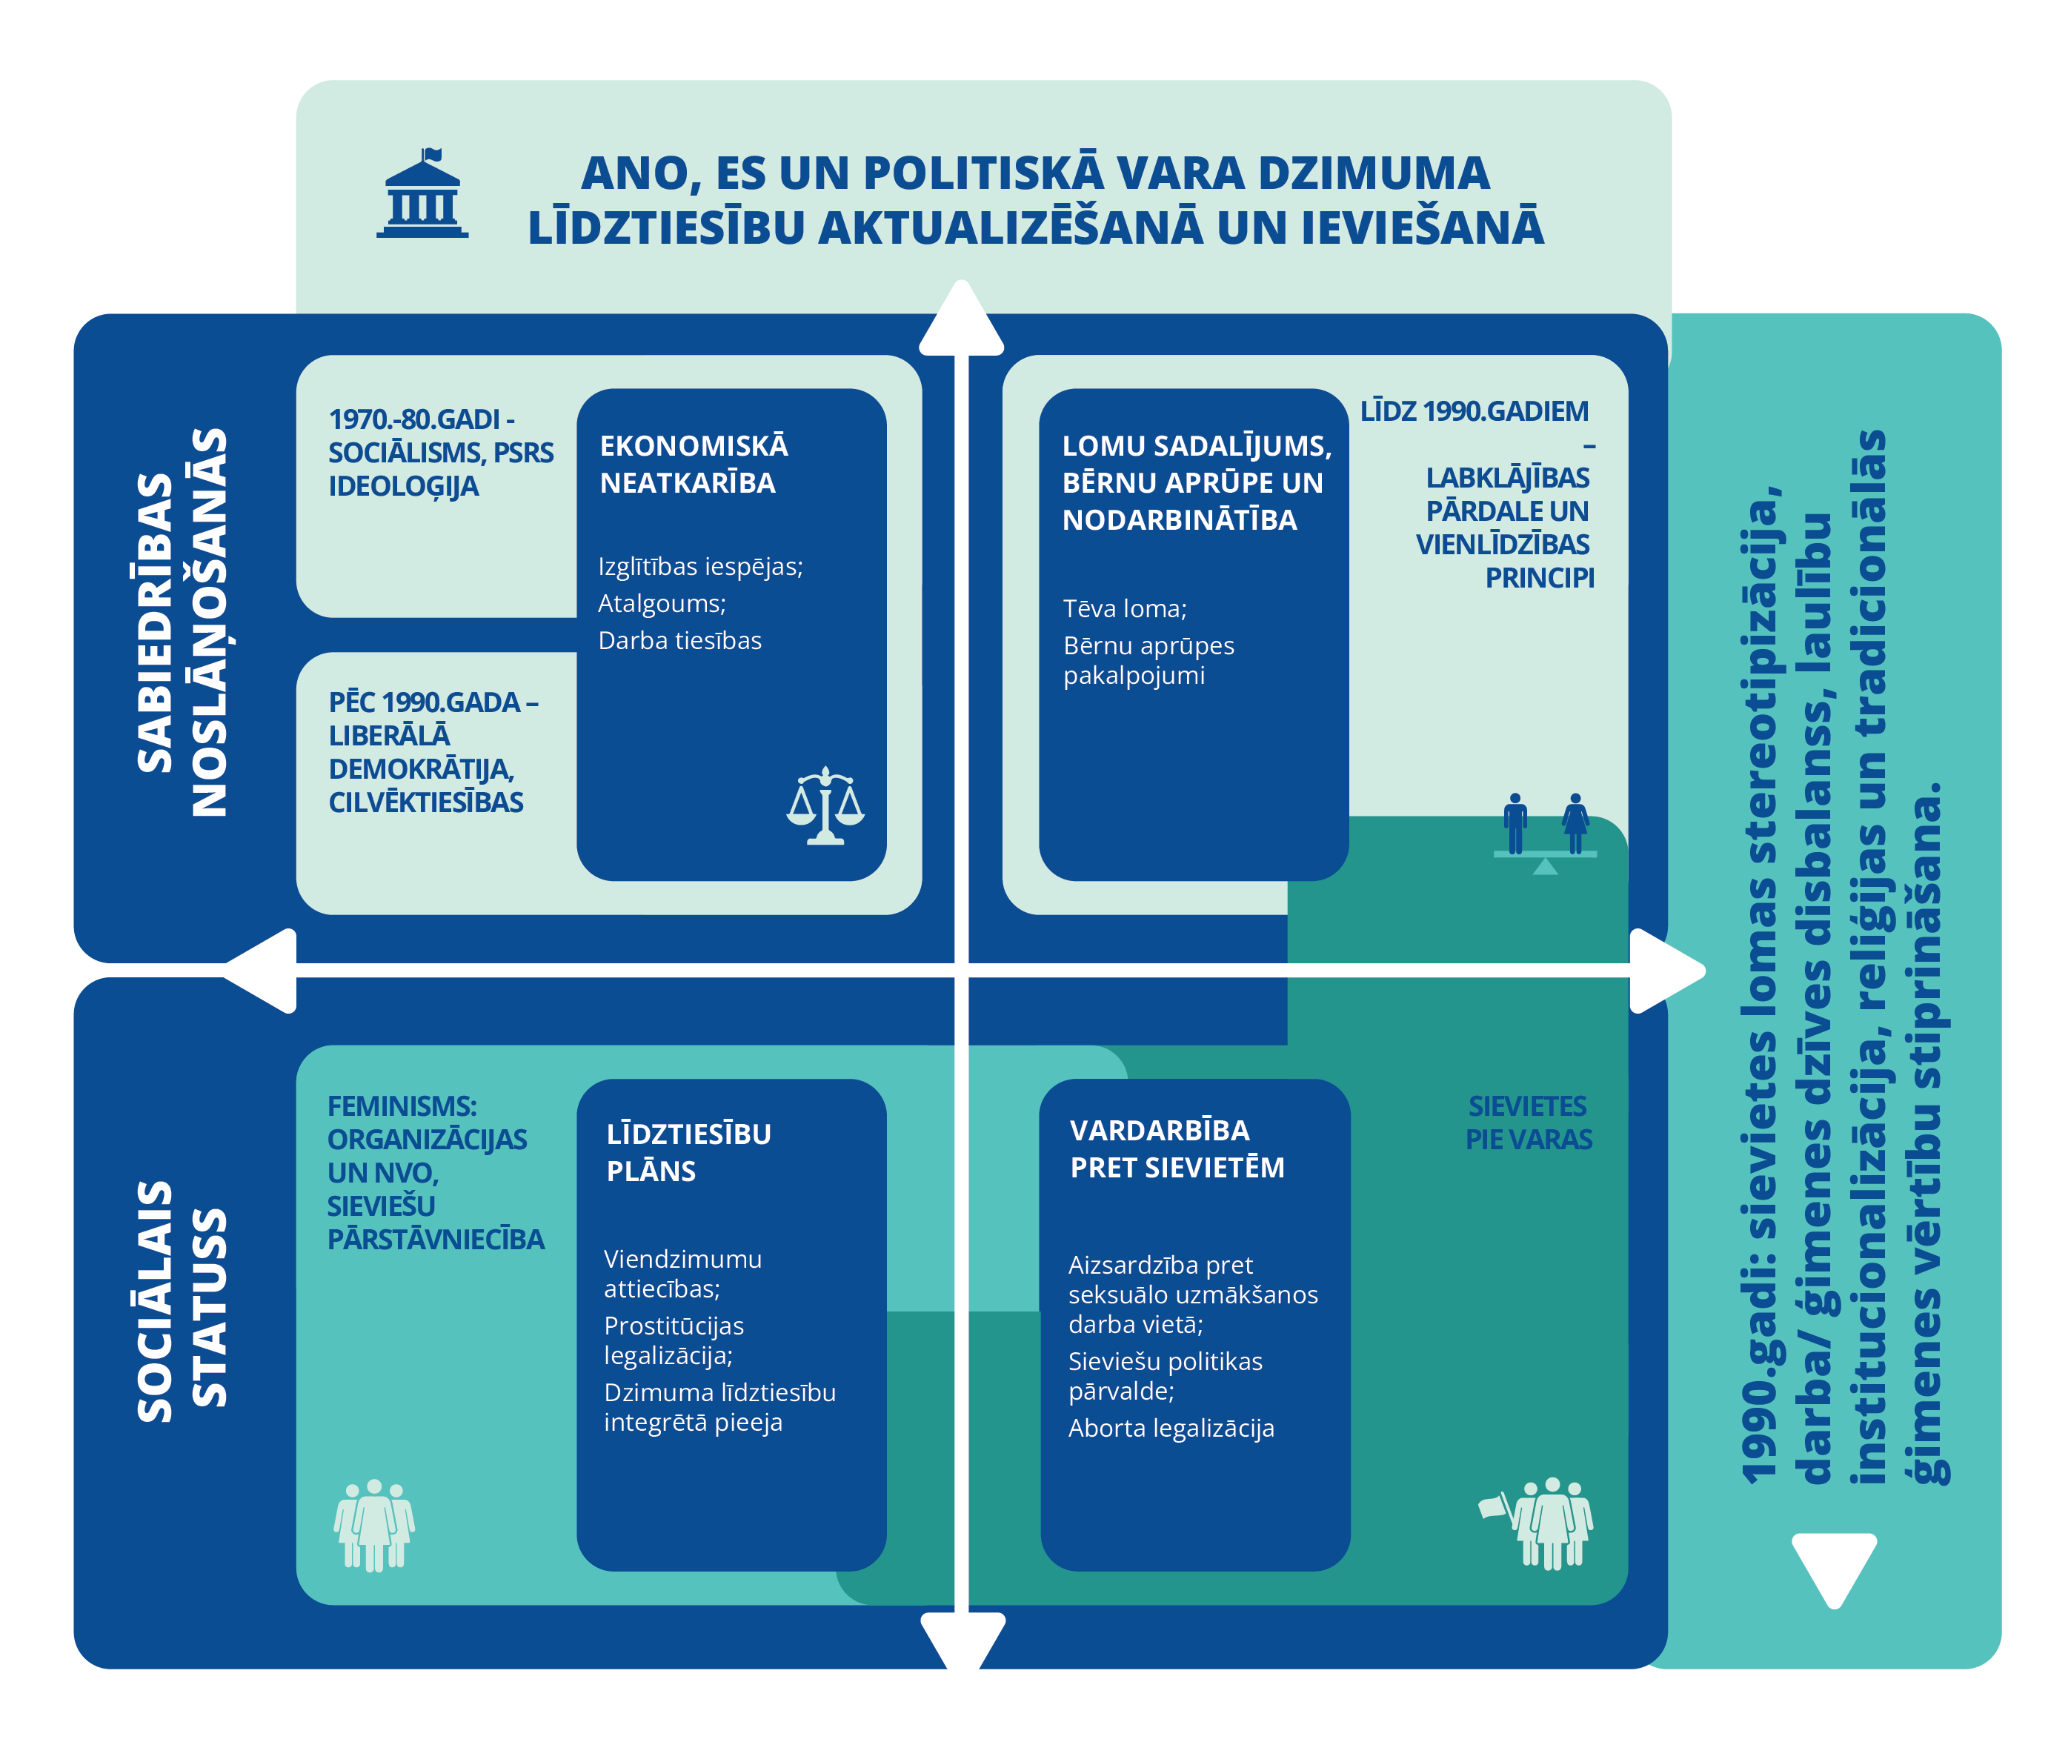 ANO, ES UN POLITISKĀ VARA DZIMUMA
LĪDZTIESĪBU AKTUALIZĒŠANĀ UN IEVIEŠANĀ
SABIEDRĪBAS
NOSLĀŅOŠANĀS
1970.-80.GADI -
SOCIĀLISMS, PSRS
IDEOLOĢIJA
PĒC 1990.GADA –
LIBERĀLĀ
DEMOKRĀTIJA,
CILVĒKTIESĪBAS
EKONOMISKĀ
NEATKARĪBA
Izglītības iespējas;
Atalgoums;
Darba tiesības
LOMU SADALĪJUMS,
BĒRNU APRŪPE UN
NODARBINĀTĪBA
Tēva loma;
Bērnu aprūpes
pakalpojumi
LĪDZ 1990.GADIEM
–
LABKLĀJĪBAS
PĀRDALE UN
VIENLĪDZĪBAS
PRINCIPI
SOCIĀLAIS
STATUSS
FEMINISMS:
ORGANIZĀCIJAS
UN NVO,
SIEVIEŠU
PĀRSTĀVNIECĪBA
LĪDZTIESĪBU
PLĀNS
Viendzimumu
attiecības;
Prostitūcijas
legalizācija;
Dzimuma līdztiesību
integrētā pieeja
VARDARBĪBA
PRET SIEVIETĒM
Aizsardzība pret
seksuālo uzmākšanos
darba vietā;
Sieviešu politikas
pārvalde;
Aborta legalizācija
SIEVIETES
PIE VARAS
1990.gadi: sievietes lomas stereotipizācija,
darba/ ģimenes dzīves disbalanss, laulību
institucionalizācija, reliģijas un tradicionālās
ģimenes vērtību stiprināšana.